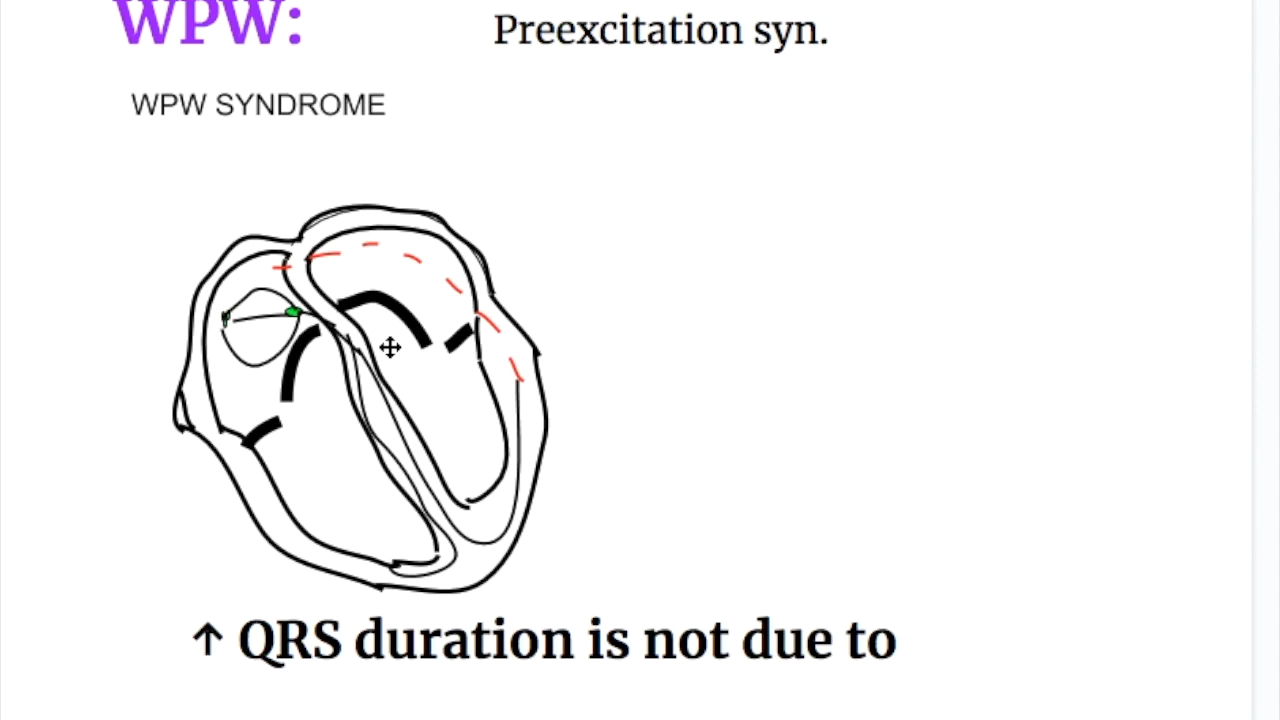 WPW:
Preexcitation syn.
WPW SYNDROME
↑ QRS duration is not due to